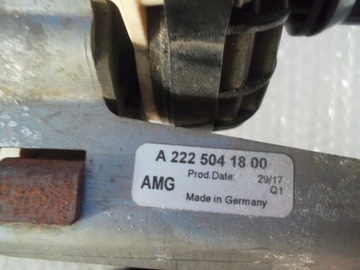 A 222 504 18 00
Prod.Date: 29/17
AMG Q1
Made in Germany